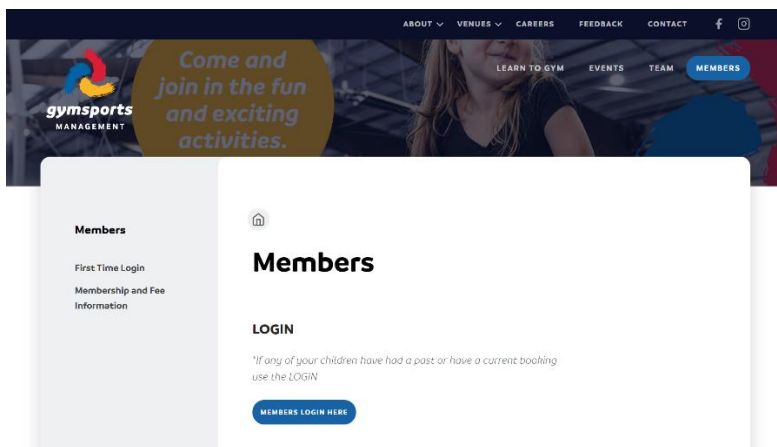 ABOUT VENUES CAREERS FEEDBACK CONTACT
Come and
join in the fun
and exciting
activities.
gymsports
MANAGEMENT
LEARN TO GYM EVENTS TEAM MEMBERS
Members
First Time Login
Membership and Fee
Information
Members
LOGIN
*If any of your children have had a past or have a current booking
use the LOGIN
MEMBERS LOGIN HERE